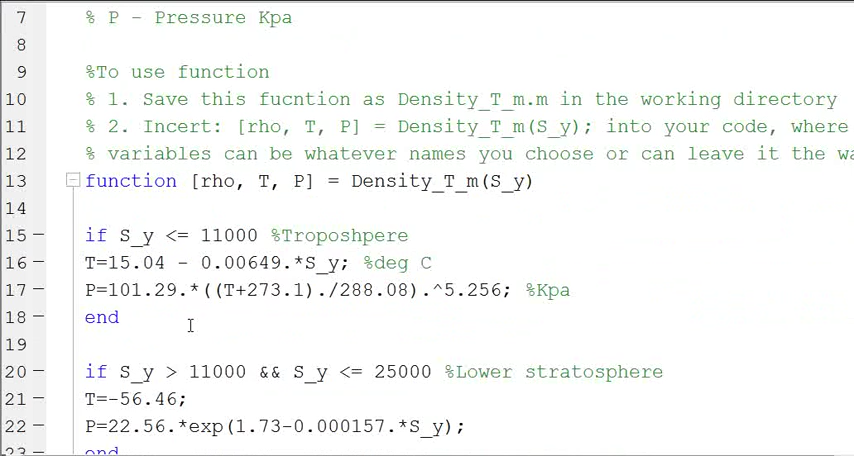 7 % P - Pressure Kpa
8
9 %To use function
10 % 1. Save this fucntion as Density_T_m.m in the working directory
11 % 2. Incert: [rho, T, P] = Density_T_m(S_y); into your code, where
12 % variables can be whatever names you choose or can leave it the wa
13 function [rho, T, P] = Density_T_m(S_y)
14
15 if S_y <= 11000 %Troposhpere
16 T=15.04 - 0.00649.*S_y; %deg C
17 P=101.29.*((T+273.1)./288.08).^5.256; %Kpa
18 end
19
20 if S_y > 11000 && S_y <= 25000 %Lower stratosphere
21 T=-56.46;
22 P=22.56.*exp(1.73-0.000157.*S_y);
23 end